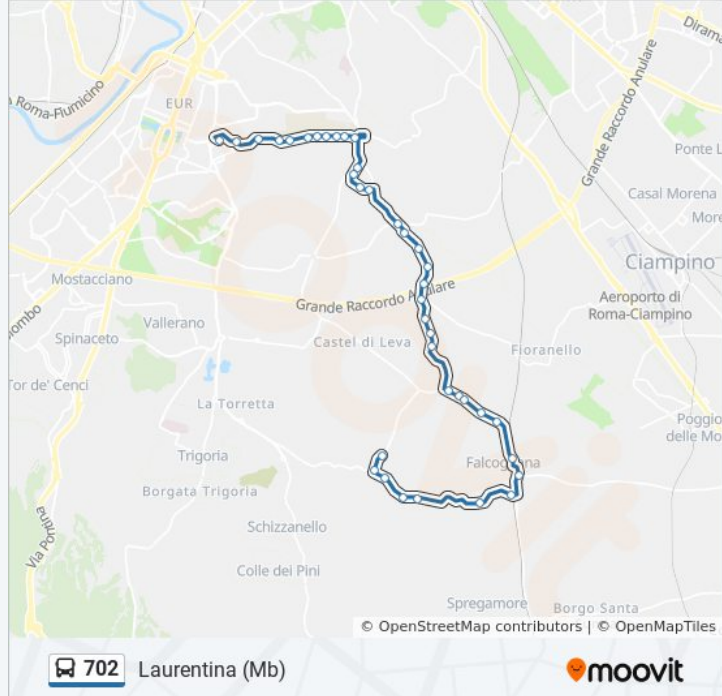 Dirama
Roma-Fiumicino
EUR
Grande Raccordo Anulare
Ponte L
Casal Morena
More
Ciampino
Mostacciano
Grande Raccordo Anulare
Aeroporto di
Roma-Ciampino
ombo
Vallerano
Spinaceto
Castel di Leva
Fioranello
Tor de' Cenci
La Torretta
Poggio
delle Mo
Trigoria
Falcognana
Borgata Trigoria
Via Pontina
Schizzanello
Colle dei Pini
Spregamore
Borgo Santa
© OpenStreetMap contributors | © OpenMapTiles
702 Laurentina (Mb)
moovit